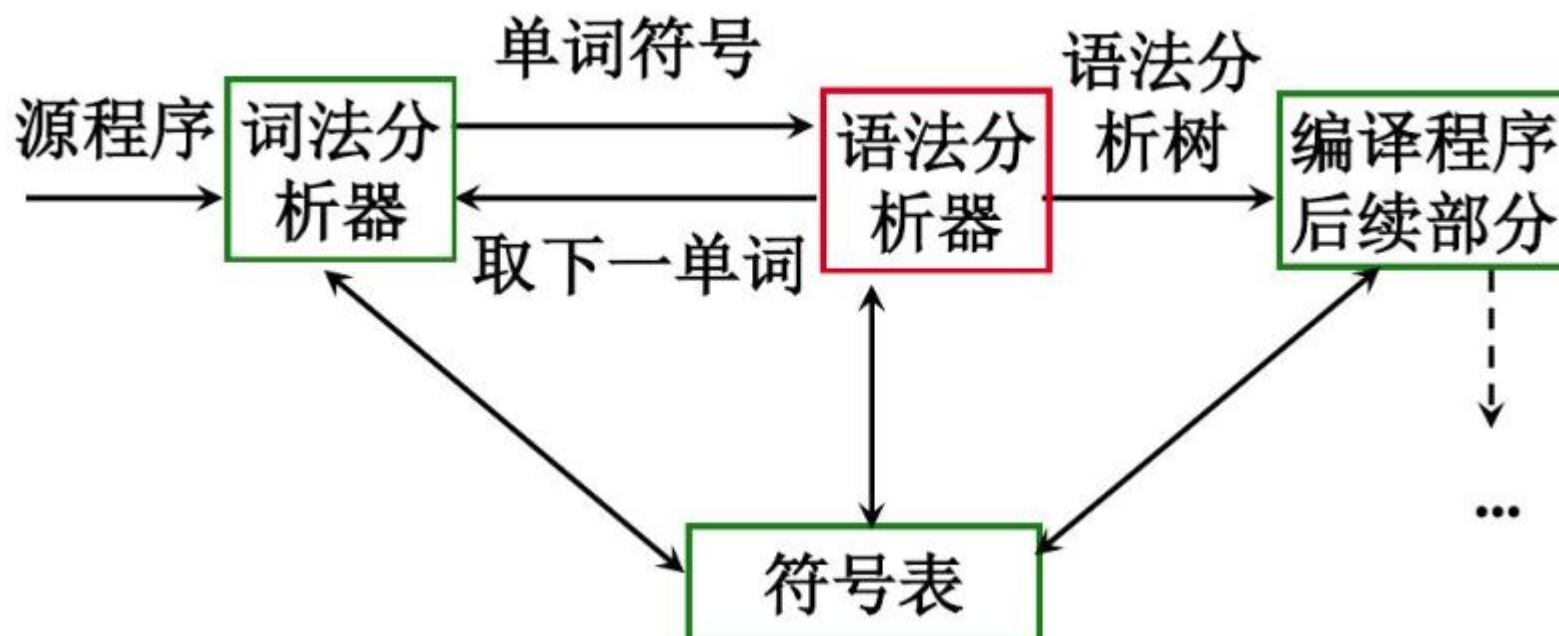 单词符号
源程序
词法分
析器
取下一单词
语法分
析器
语法分
析树
编译程序
后续部分
...
符号表